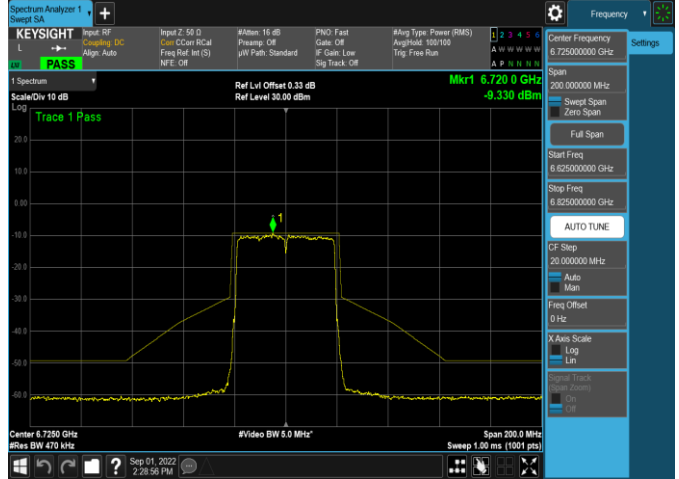 Spectrum Analyzer 1
Swept SA
Frequency
KEYSIGHT
L
LV
PASS
Input: RF
Coupling: DC
Align: Auto
Input Z: 50 Ω
Corr CCorr RCal
Freq Ref: Int (S)
NFE: Off
#Atten: 16 dB
Preamp: Off
µW Path: Standard
PNO: Fast
Gate: Off
IF Gain: Low
Sig Track: Off
#Avg Type: Power (RMS)
Avg|Hold: 100/100
Trig: Free Run
1 2 3 4 5 6
A W W W W W
A P N N N N
1 Spectrum
Scale/Div 10 dB
Log
Ref Lvl Offset 0.33 dB
Ref Level 30.00 dBm
Mkr1 6.720 0 GHz
-9.330 dBm
Trace 1 Pass
20.0
10.0
0.00
-10.0
-20.0
-30.0
-40.0
-50.0
-60.0
1
Center 6.7250 GHz
#Res BW 470 kHz
#Video BW 5.0 MHz*
Span 200.0 MHz
Sweep 1.00 ms (1001 pts)
Sep 01, 2022
2:28:56 PM
Center Frequency
6.725000000 GHz
Settings
Span
200.000000 MHz
Swept Span
Zero Span
Full Span
Start Freq
6.625000000 GHz
Stop Freq
6.825000000 GHz
AUTO TUNE
CF Step
20.000000 MHz
Auto
Man
Freq Offset
0 Hz
X Axis Scale
Log
Lin
Signal Track
(Span Zoom)
On
Off